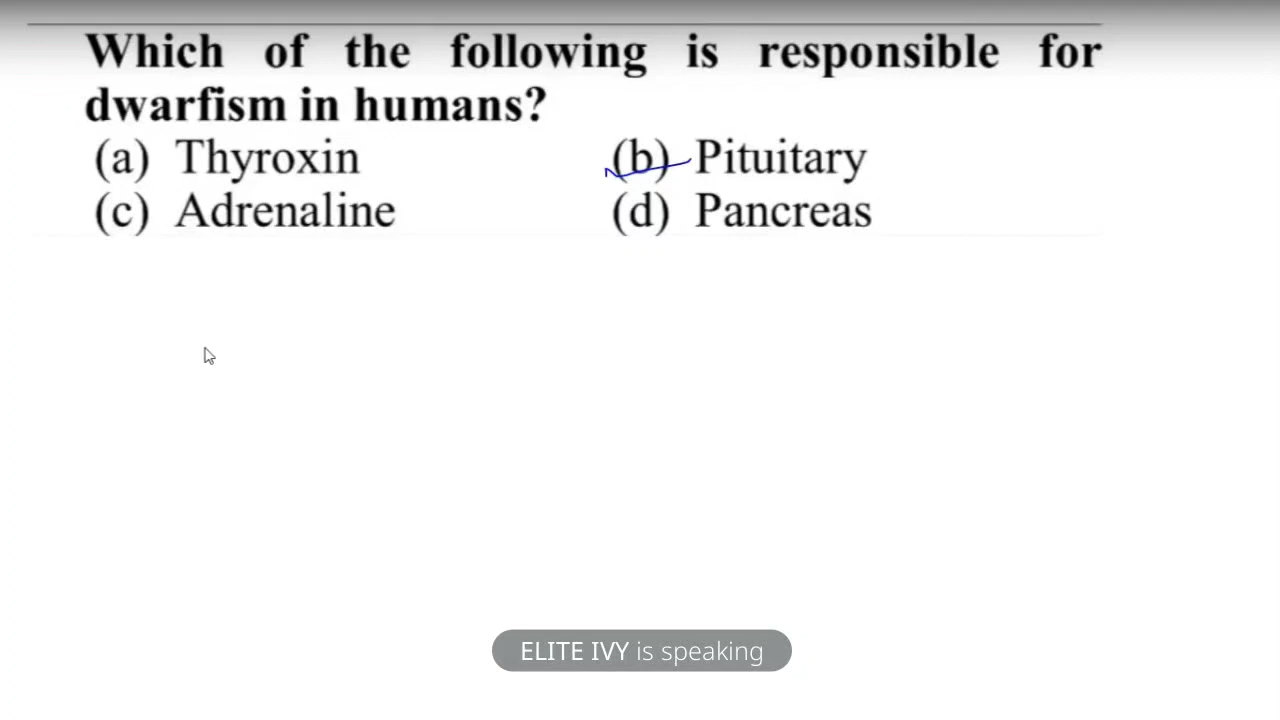 Which of the following is responsible for
dwarfism in humans?
(a) Thyroxin (b) Pituitary
(c) Adrenaline (d) Pancreas
ELITE IVY is speaking